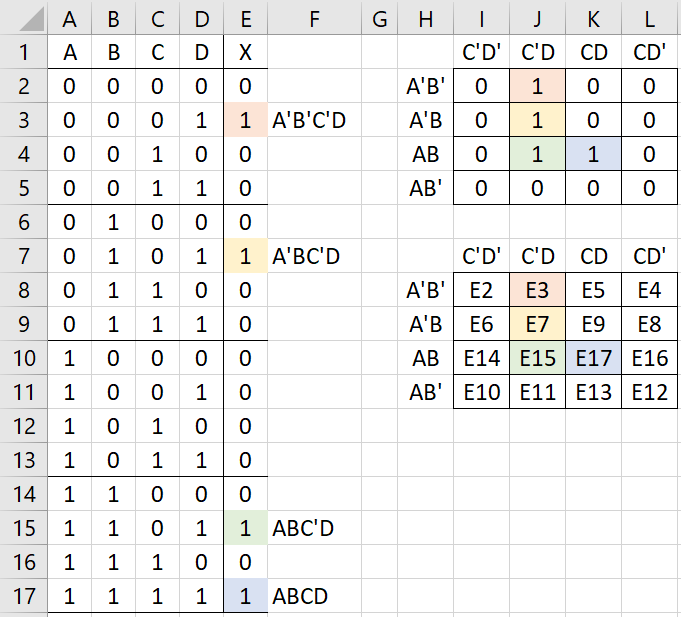 A B C D E F G H I J K L
1 A B C D X C'D' C'D CD CD'
2 0 0 0 0 0 A'B' 0 1 0 0
3 0 0 0 1 1 A'B'C'D A'B 0 1 0 0
4 0 0 1 0 0 AB 0 1 1 0
5 0 0 1 1 0 AB' 0 0 0 0
6 0 1 0 0 0
7 0 1 0 1 1 A'BC'D C'D' C'D CD CD'
8 0 1 1 0 0 A'B' E2 E3 E5 E4
9 0 1 1 1 0 A'B E6 E7 E9 E8
10 1 0 0 0 0 AB E14 E15 E17 E16
11 1 0 0 1 0 AB' E10 E11 E13 E12
12 1 0 1 0 0
13 1 0 1 1 0
14 1 1 0 0 0
15 1 1 0 1 1 ABC'D
16 1 1 1 0 0
17 1 1 1 1 1 ABCD